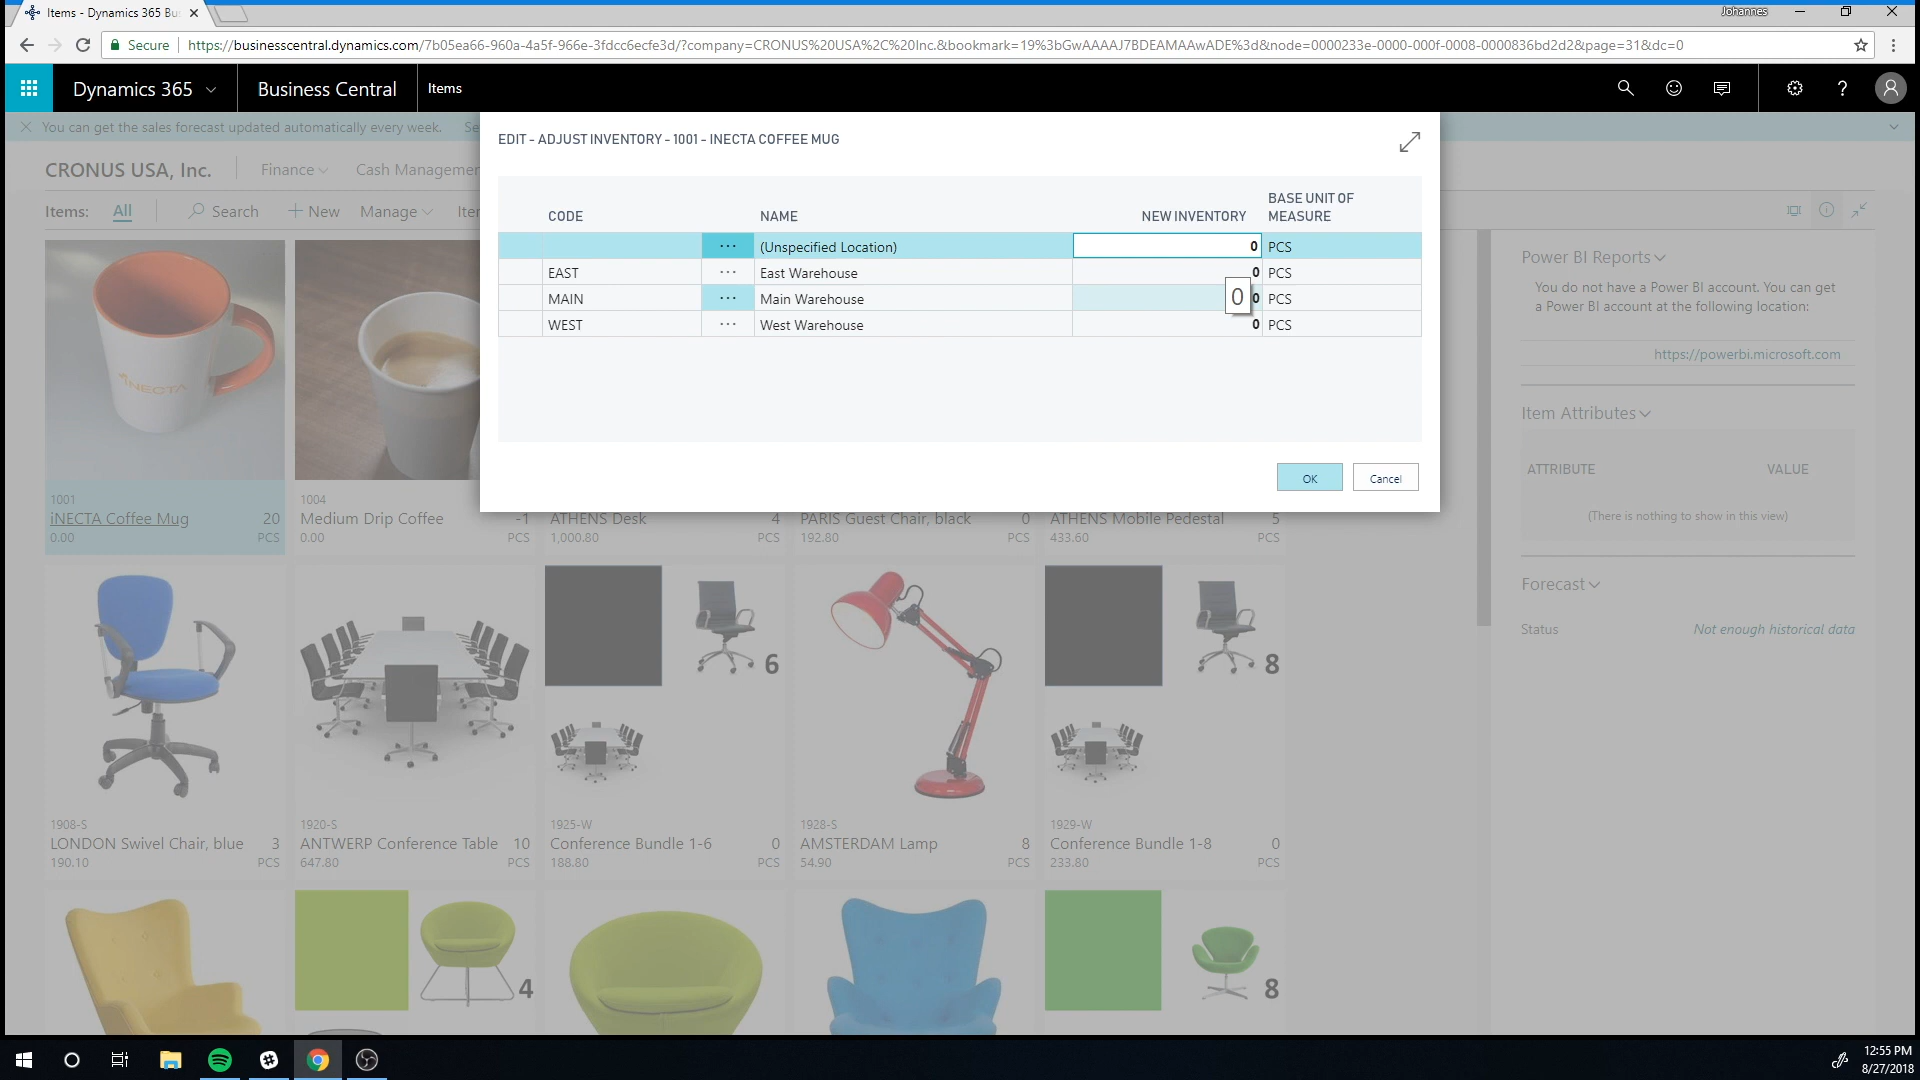 Items - Dynamics 365 Bu
Johannes
Secure
https://businesscentral.dynamics.com/7b05ea66-960a-4a5f-966e-3fdcc6ecfe3d/?company=CRONUS%20USA%2C%20Inc.&bookmark=19%3bGwAAAAJ7BDEAMAAwADE%3d&node=0000233e-0000-000f-0008-0000836bd2d2&page=31&dc=0
Dynamics 365
Business Central
Items
You can get the sales forecast updated automatically every week. Se
CRONUS USA, Inc.
Finance
Cash Managemen
Items: All Search + New Manage Iter
EDIT - ADJUST INVENTORY - 1001 - INECTA COFFEE MUG
CODE NAME NEW INVENTORY BASE UNIT OF
MEASURE
... (Unspecified Location) 0 PCS
EAST ... East Warehouse 0 PCS
MAIN ... Main Warehouse 0 PCS
0
WEST ... West Warehouse 0 PCS
OK Cancel
Power BI Reports
You do not have a Power BI account. You can get
a Power BI account at the following location:
https://powerbi.microsoft.com
Item Attributes
ATTRIBUTE VALUE
(There is nothing to show in this view)
Forecast
Status Not enough historical data
iNECTA
1001
iNECTA Coffee Mug 20
0.00 PCS
1004
Medium Drip Coffee -1
0.00 PCS
ATHENS Desk 4
1,000.80 PCS
PARIS Guest Chair, black 0
192.80 PCS
ATHENS Mobile Pedestal 5
433.60 PCS
6
8
1908-S
LONDON Swivel Chair, blue 3
190.10 PCS
1920-S
ANTWERP Conference Table 10
647.80 PCS
1925-W
Conference Bundle 1-6 0
188.80 PCS
1928-S
AMSTERDAM Lamp 8
54.90 PCS
1929-W
Conference Bundle 1-8 0
233.80 PCS
4
8
12:55 PM
8/27/2018